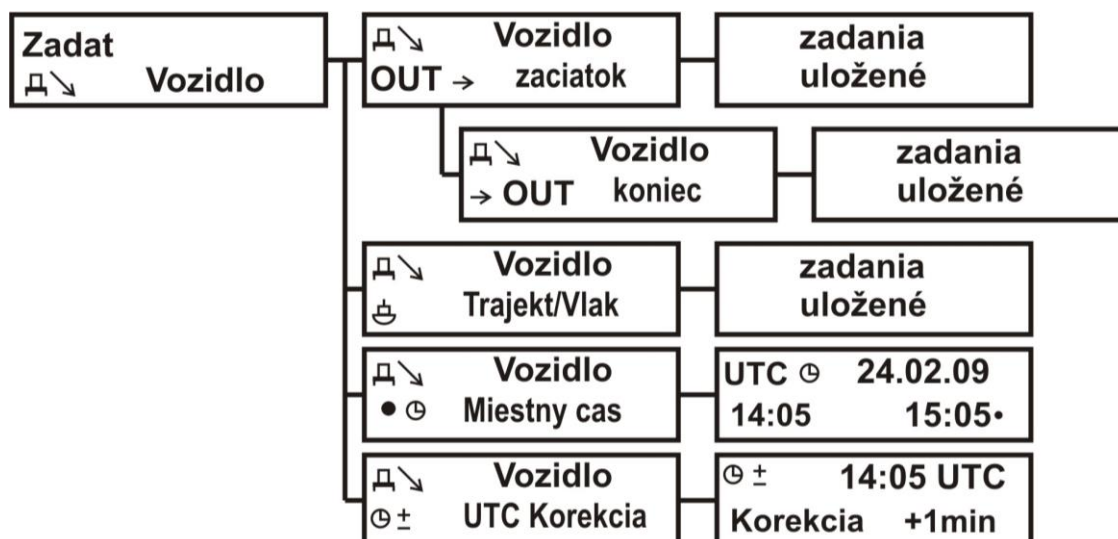 Zadat
Vozidlo
Vozidlo
OUT → zaciatok
zadania
uložené
Vozidlo
→ OUT koniec
zadania
uložené
Vozidlo
Trajekt/Vlak
zadania
uložené
Vozidlo
Miestny cas
UTC 24.02.09
14:05 15:05•
Vozidlo
UTC Korekcia
± 14:05 UTC
Korekcia +1min